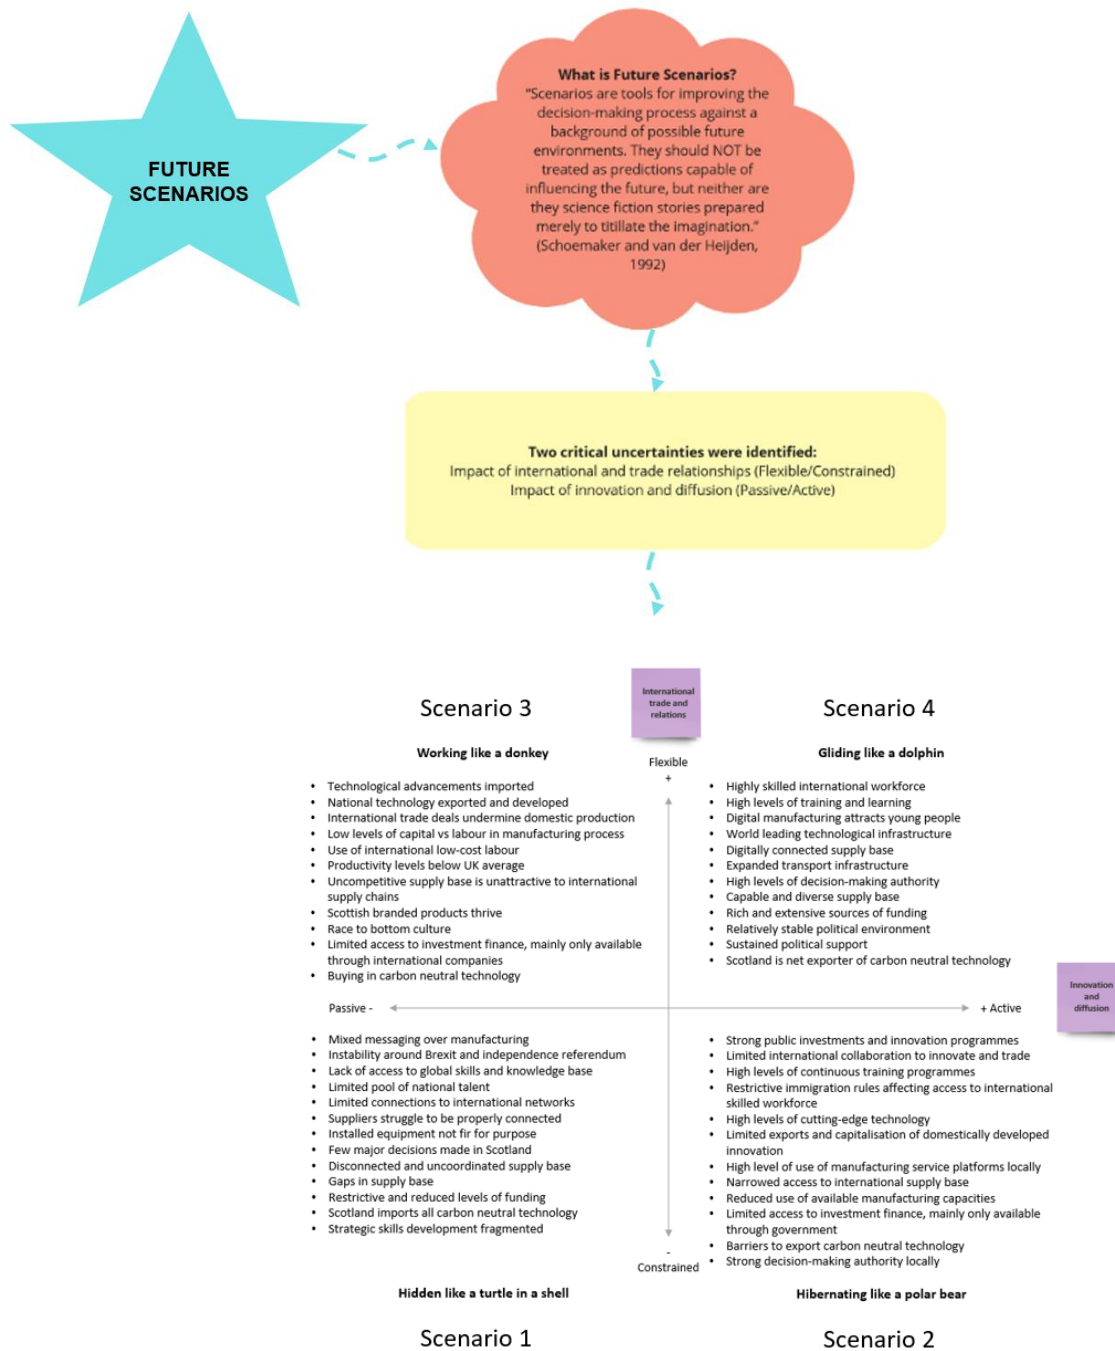 FUTURE
SCENARIOS
What is Future Scenarios?
“Scenarios are tools for improving the
decision-making process against a
background of possible future
environments. They should NOT be
treated as predictions capable of
influencing the future, but neither are
they science fiction stories prepared
merely to titillate the imagination.”
(Schoemaker and van der Heijden,
1992)
Two critical uncertainties were identified:
Impact of international and trade relationships (Flexible/Constrained)
Impact of innovation and diffusion (Passive/Active)
International
trade and
relations
Flexible
+
Scenario 3
Working like a donkey
• Technological advancements imported
• National technology exported and developed
• International trade deals undermine domestic production
• Low levels of capital vs labour in manufacturing process
• Use of international low-cost labour
• Productivity levels below UK average
• Uncompetitive supply base is unattractive to international
supply chains
• Scottish branded products thrive
• Race to bottom culture
• Limited access to investment finance, mainly only available
through international companies
• Buying in carbon neutral technology
Scenario 4
Gliding like a dolphin
• Highly skilled international workforce
• High levels of training and learning
• Digital manufacturing attracts young people
• World leading technological infrastructure
• Digitally connected supply base
• Expanded transport infrastructure
• High levels of decision-making authority
• Capable and diverse supply base
• Rich and extensive sources of funding
• Relatively stable political environment
• Sustained political support
• Scotland is net exporter of carbon neutral technology
Passive -
+ Active
Innovation
and
diffusion
• Mixed messaging over manufacturing
• Instability around Brexit and independence referendum
• Lack of access to global skills and knowledge base
• Limited pool of national talent
• Limited connections to international networks
• Suppliers struggle to be properly connected
• Installed equipment not fir for purpose
• Few major decisions made in Scotland
• Disconnected and uncoordinated supply base
• Gaps in supply base
• Restrictive and reduced levels of funding
• Scotland imports all carbon neutral technology
• Strategic skills development fragmented
Hidden like a turtle in a shell
Scenario 1
• Strong public investments and innovation programmes
• Limited international collaboration to innovate and trade
• High levels of continuous training programmes
• Restrictive immigration rules affecting access to international
skilled workforce
• High levels of cutting-edge technology
• Limited exports and capitalisation of domestically developed
innovation
• High level of use of manufacturing service platforms locally
• Narrowed access to international supply base
• Reduced use of available manufacturing capacities
• Limited access to investment finance, mainly only available
through government
• Barriers to export carbon neutral technology
• Strong decision-making authority locally
-
Constrained
Hibernating like a polar bear
Scenario 2